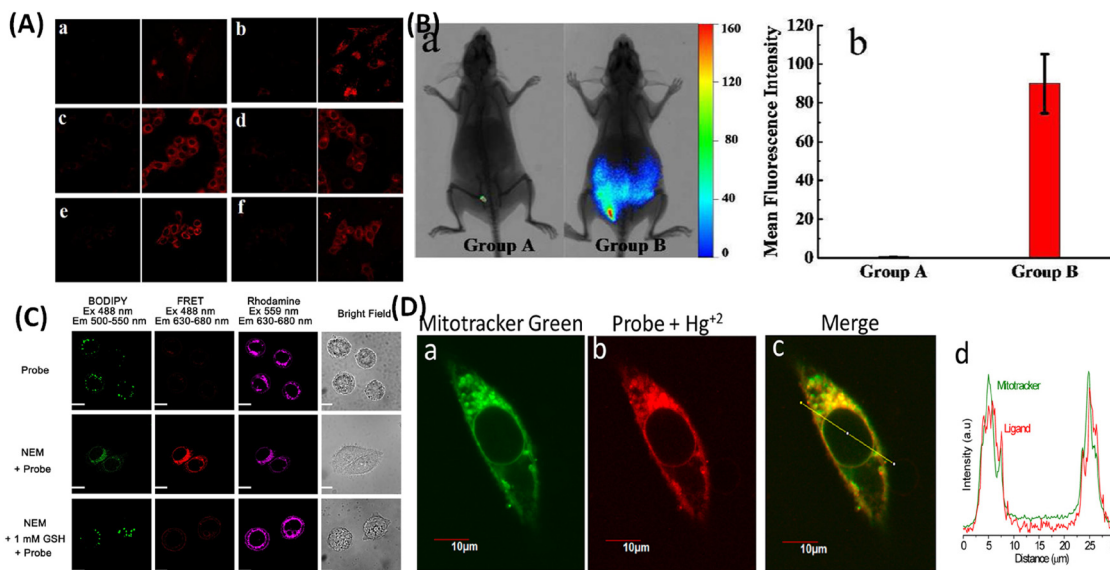 (A)
a
b
c
d
e
f
(B)
a
Group A
Group B
160
120
80
40
0
b
Mean Fluorescence Intensity
120
100
80
60
40
20
0
Group A
Group B
(C)
BODIPY
Ex 488 nm
Em 500-550 nm
FRET
Ex 488 nm
Em 630-680 nm
Rhodamine
Ex 559 nm
Em 630-680 nm
Bright Field
Probe
NEM
+ Probe
NEM
+ 1 mM GSH
+ Probe
(D)
Mitotracker Green
a
10µm
Probe + Hg+2
b
10µm
Merge
c
10µm
d
Mitotracker
Ligand
Intensity (a.u)
0 5 10 15 20 25
Distance (µm)